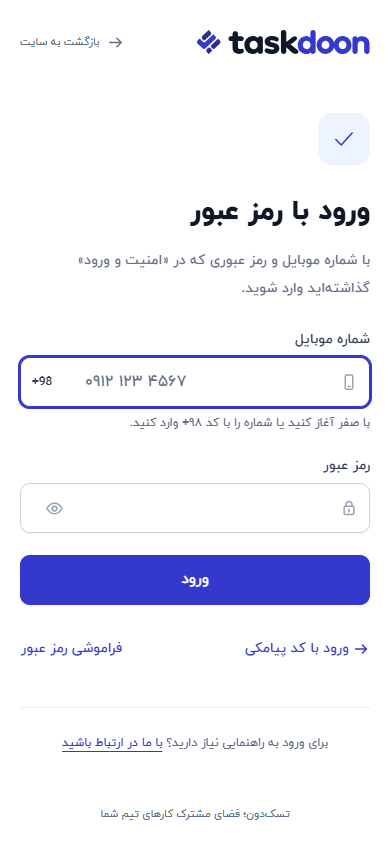 taskdoon
بازگشت به سایت
ورود با رمز عبور
با شماره موبایل و رمز عبوری که در «امنیت و ورود»
گذاشته‌اید وارد شوید.
شماره موبایل
۰۹۱۲ ۱۲۳ ۴۵۶۷
+98
با صفر آغاز کنید یا شماره را با کد ۹۸+ وارد کنید.
رمز عبور
ورود
ورود با کد پیامکی
فراموشی رمز عبور
برای ورود به راهنمایی نیاز دارید؟ با ما در ارتباط باشید
تسک‌دون؛ فضای مشترک کارهای تیم شما